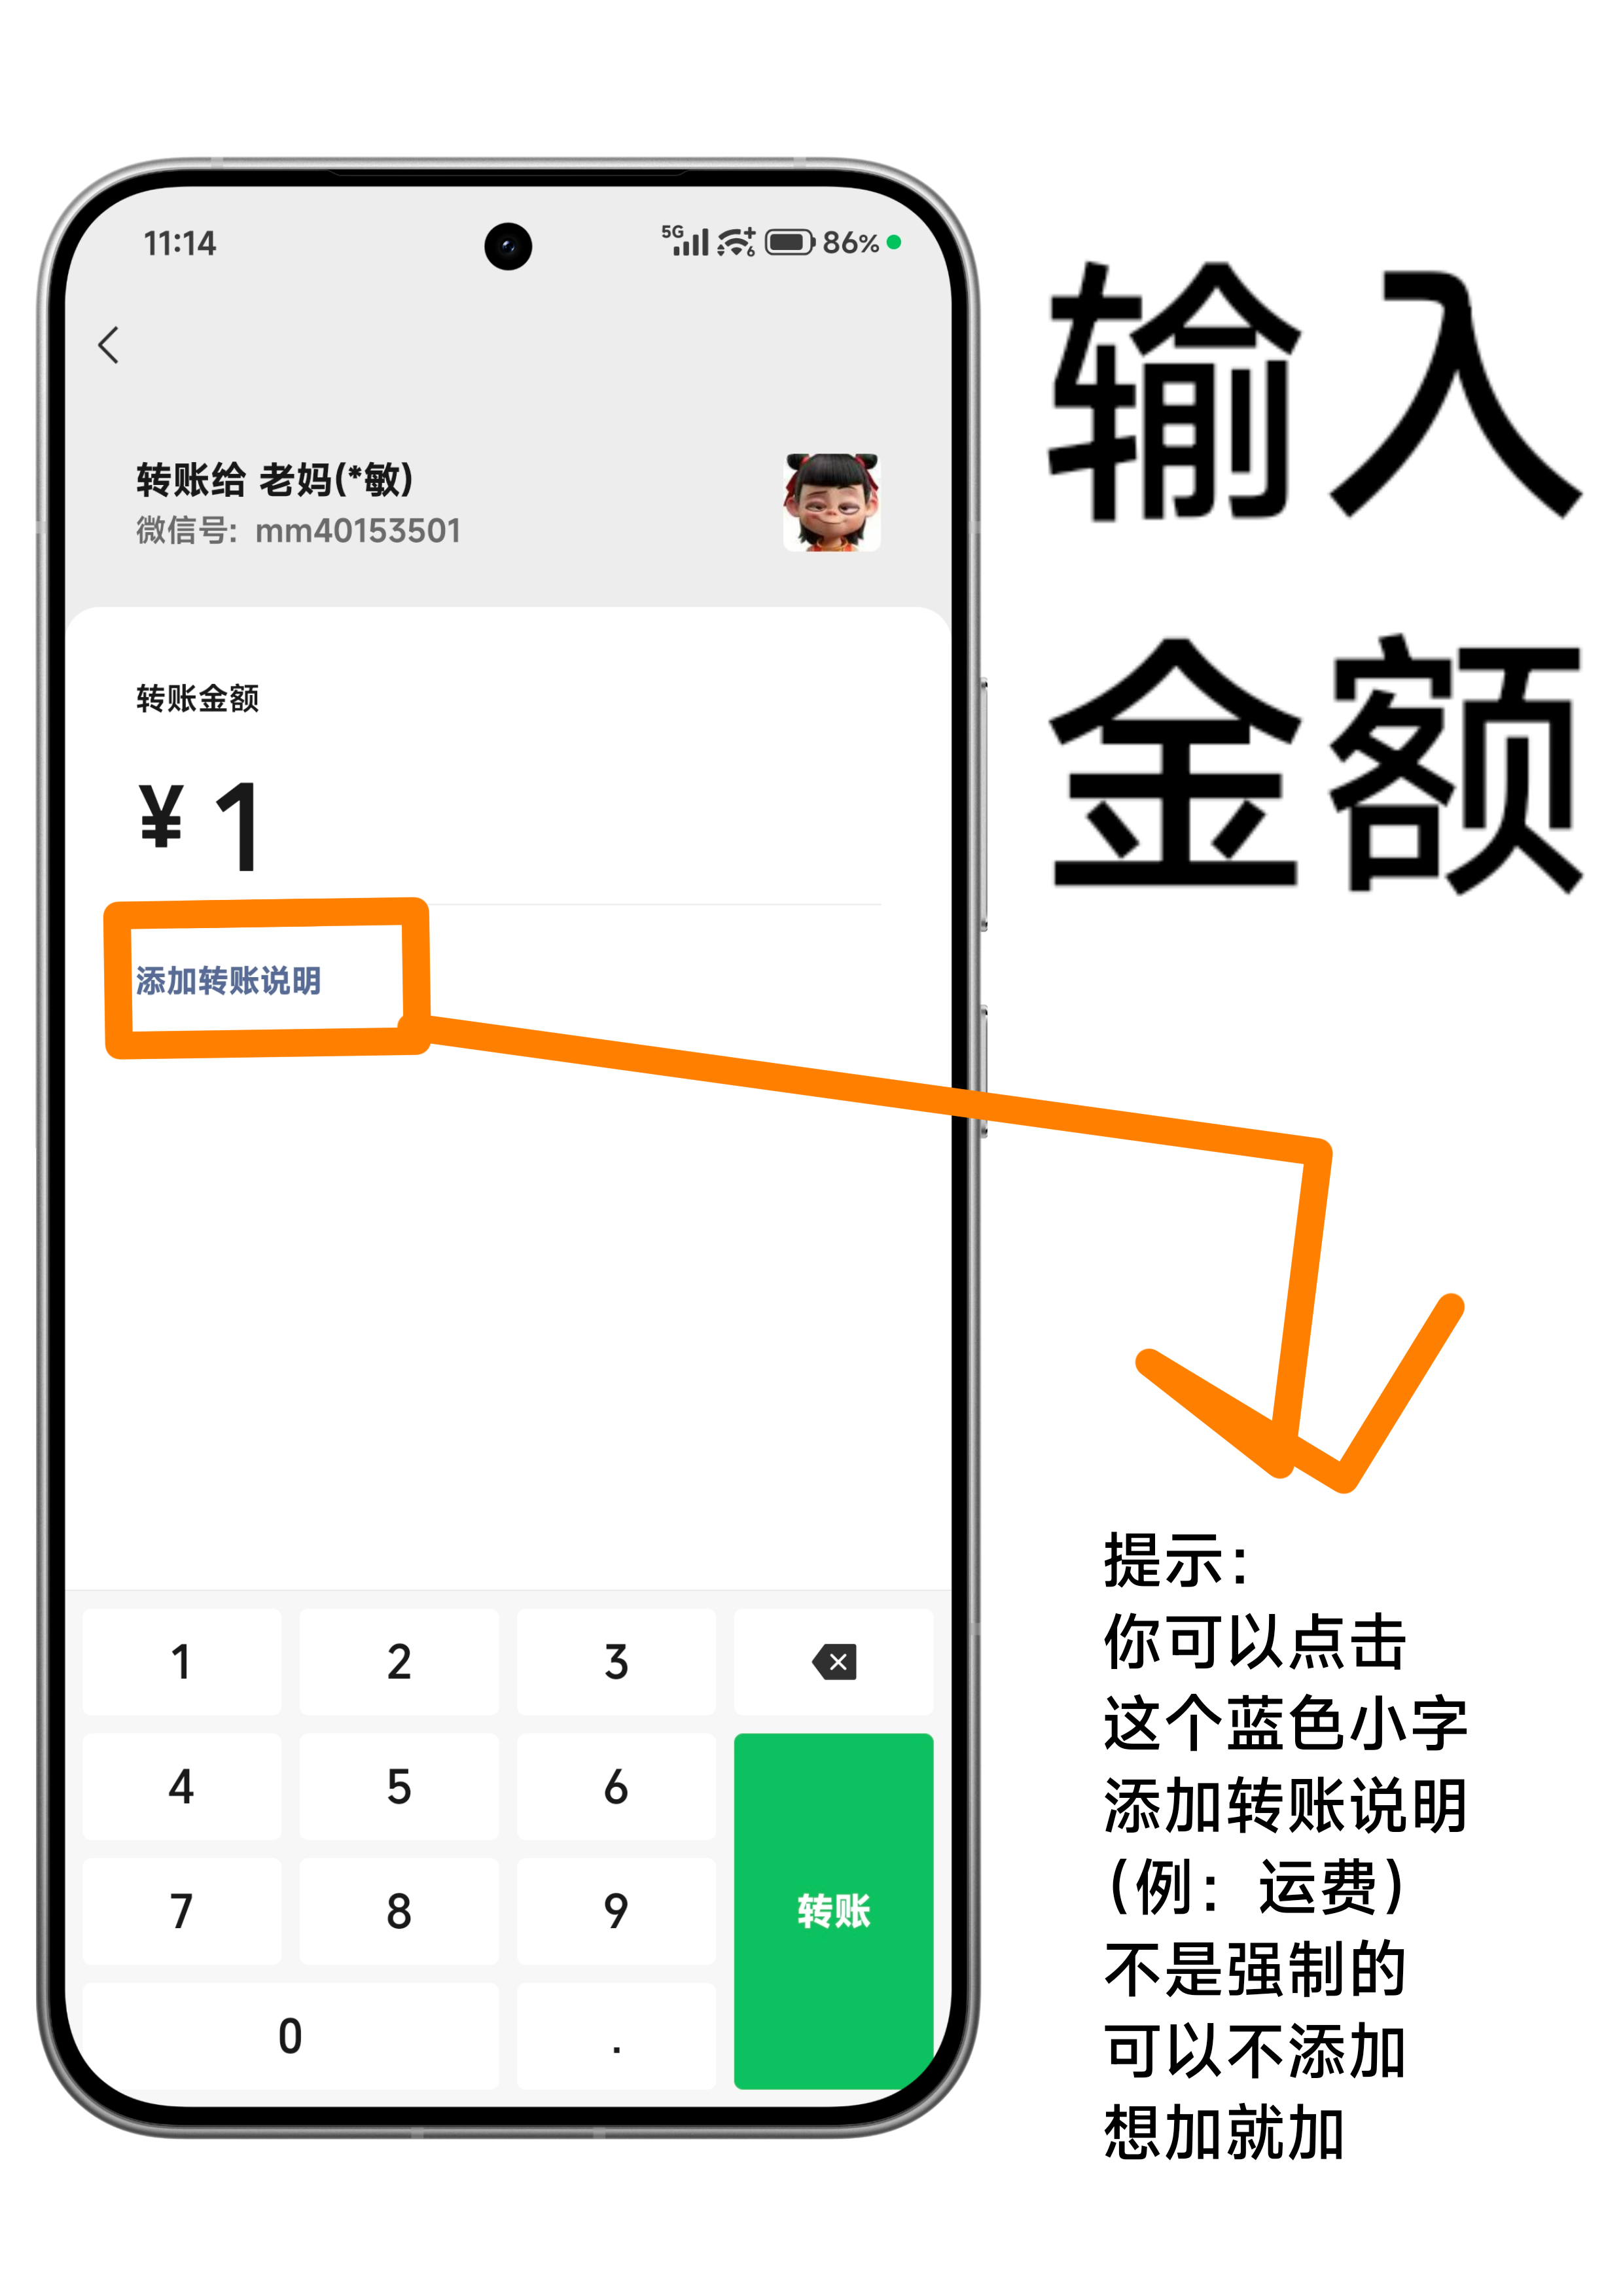 11:14
5G
6
86%
输入
金额
转账给 老妈(*敏)
微信号: mm40153501
转账金额
¥ 1
添加转账说明
提示:
你可以点击
这个蓝色小字
添加转账说明
(例: 运费)
不是强制的
可以不添加
想加就加
1 2 3
4 5 6
7 8 9 转账
0 .